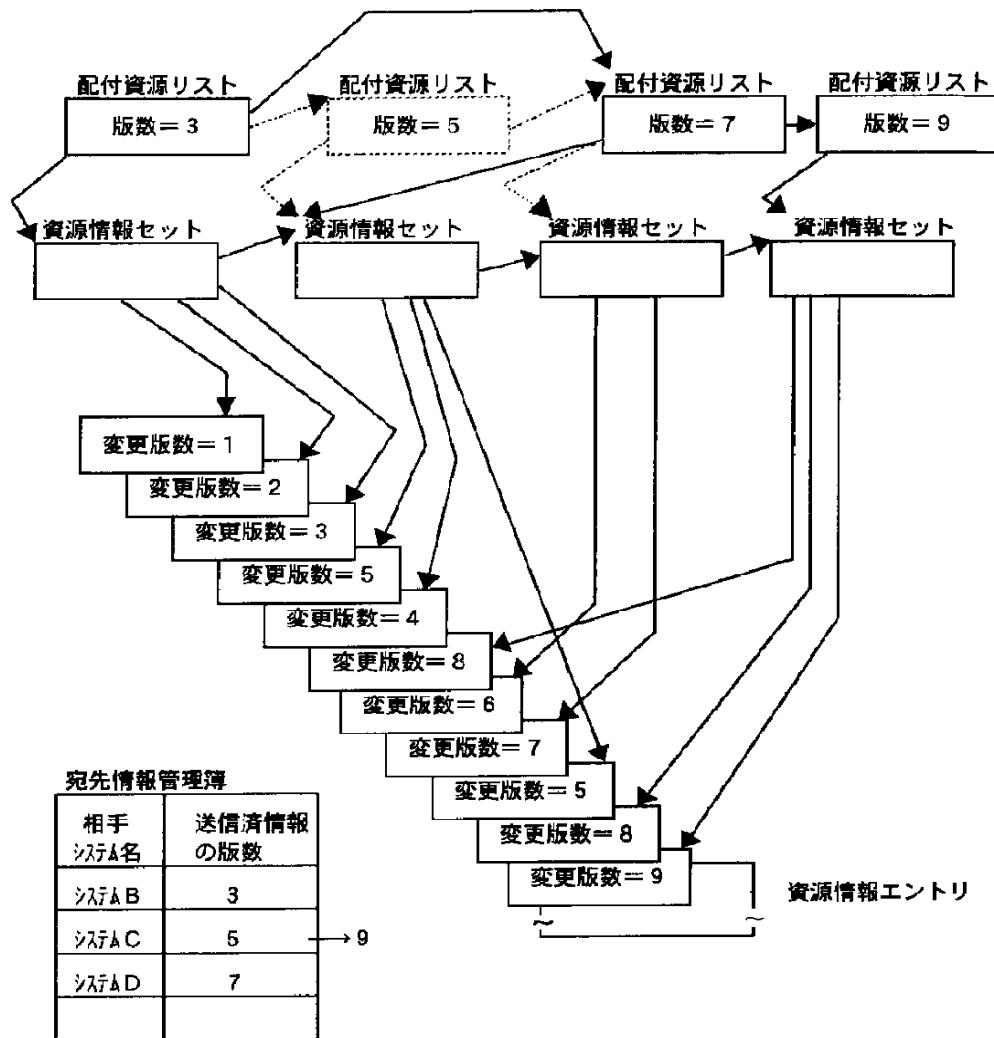 配付資源リスト
版数＝3
配付資源リスト
版数＝5
配付資源リスト
版数＝7
配付資源リスト
版数＝9
資源情報セット
資源情報セット
資源情報セット
資源情報セット
変更版数＝1
変更版数＝2
変更版数＝3
変更版数＝5
変更版数＝4
変更版数＝8
変更版数＝6
変更版数＝7
変更版数＝5
変更版数＝8
変更版数＝9
資源情報エントリ
宛先情報管理簿
相手
ｼｽﾃﾑ名
送信済情報
の版数
ｼｽﾃﾑB
3
ｼｽﾃﾑC
5
9
ｼｽﾃﾑD
7